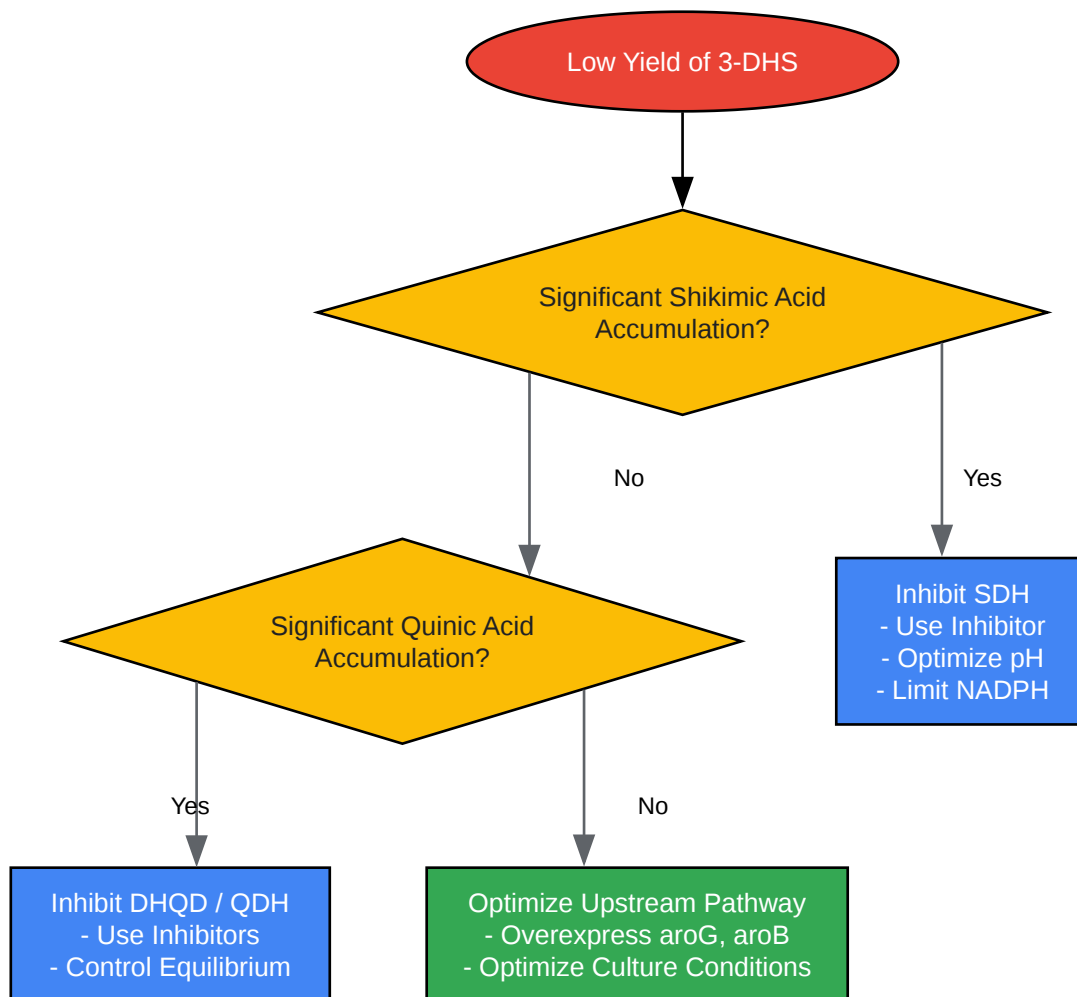 Low Yield of 3-DHS
Significant Shikimic Acid
Accumulation?
No
Yes
Inhibit SDH
- Use Inhibitor
- Optimize pH
- Limit NADPH
Significant Quinic Acid
Accumulation?
Yes
No
Inhibit DHQD / QDH
- Use Inhibitors
- Control Equilibrium
Optimize Upstream Pathway
- Overexpress aroG, aroB
- Optimize Culture Conditions